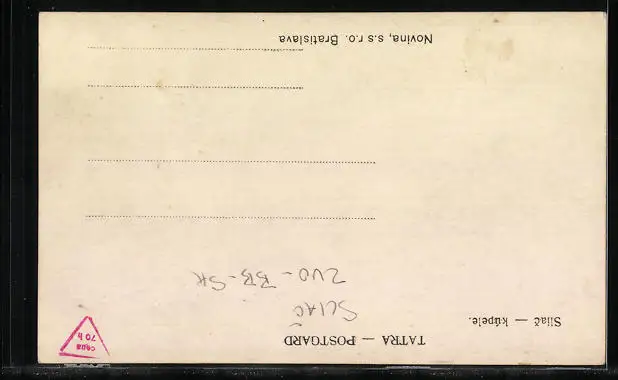 Sliač — kúpele.
TATRA — POSTCARD
SLIAČ
ZVO - BB - SK
cena
70 h
Novina, s.s r.o. Bratislava